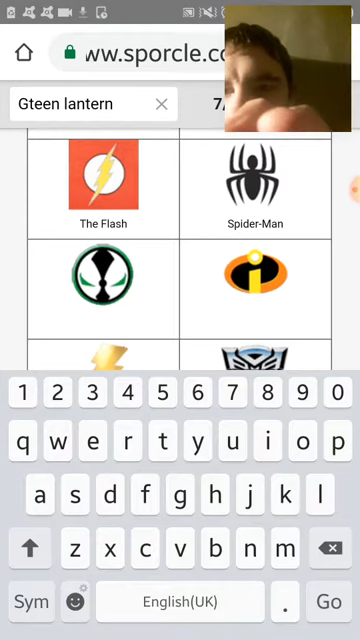 www.sporcle.co
Gteen lantern
7/
The Flash
Spider-Man
1 2 3 4 5 6 7 8 9 0
q w e r t y u i o p
a s d f g h j k l
z x c v b n m
Sym English(UK) . Go